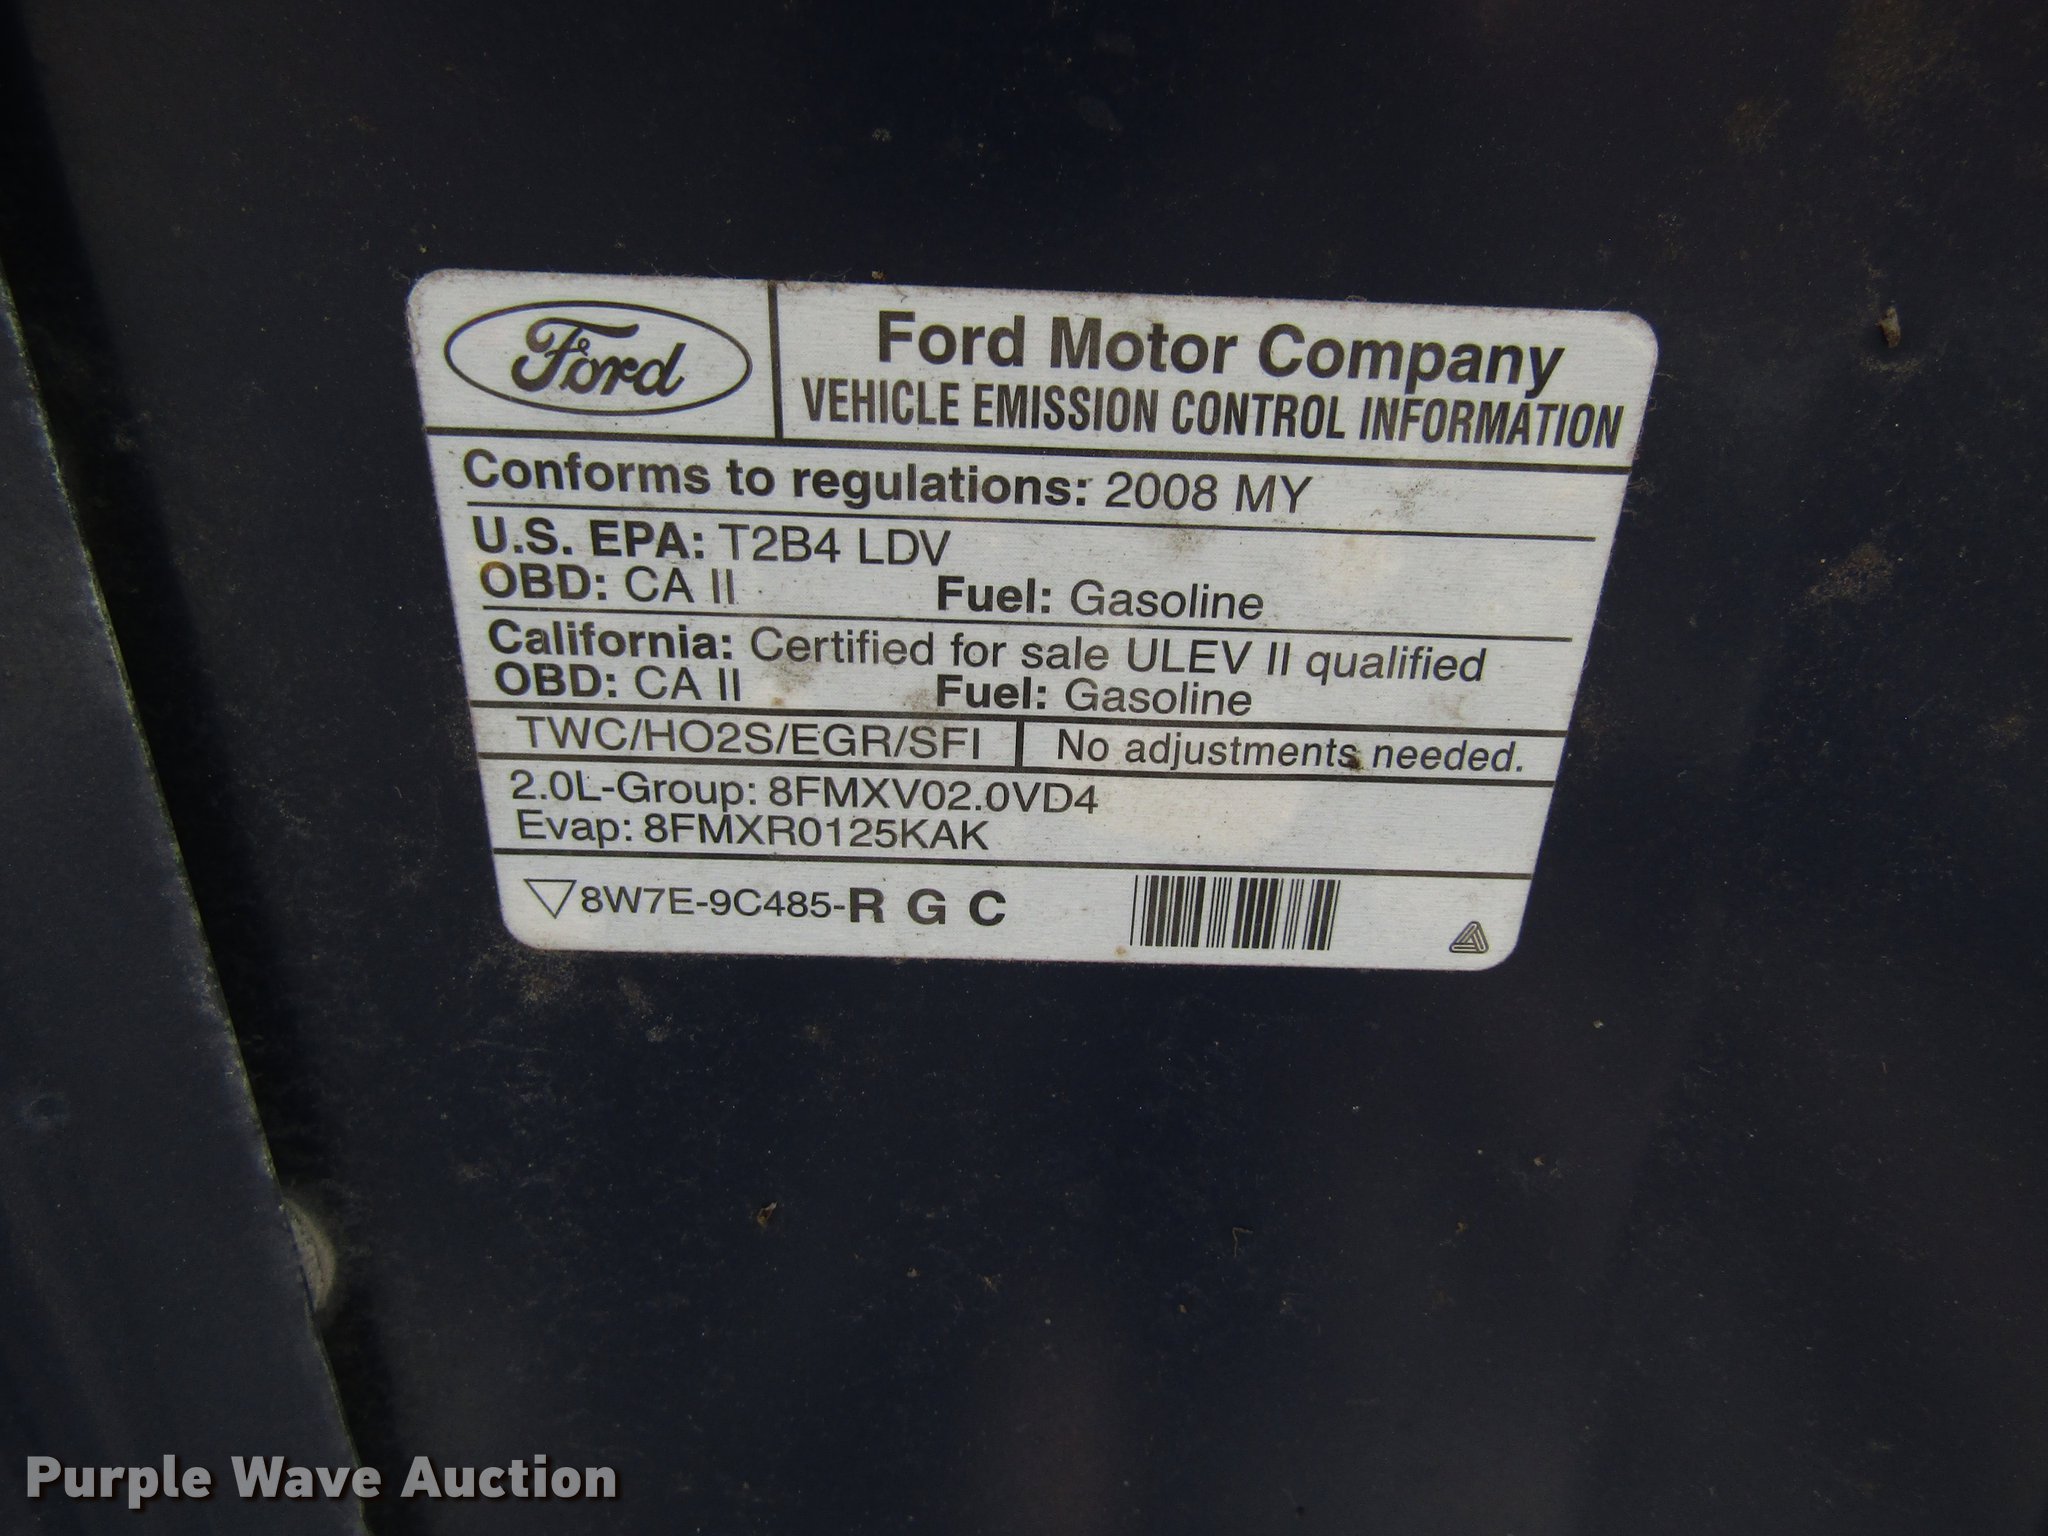 Ford
Ford Motor Company
VEHICLE EMISSION CONTROL INFORMATION
Conforms to regulations: 2008 MY
U.S. EPA: T2B4 LDV
OBD: CA II Fuel: Gasoline
California: Certified for sale ULEV II qualified
OBD: CA II Fuel: Gasoline
TWC/HO2S/EGR/SFI No adjustments needed.
2.0L-Group: 8FMXV02.0VD4
Evap: 8FMXR0125KAK
8W7E-9C485-R G C
Purple Wave Auction